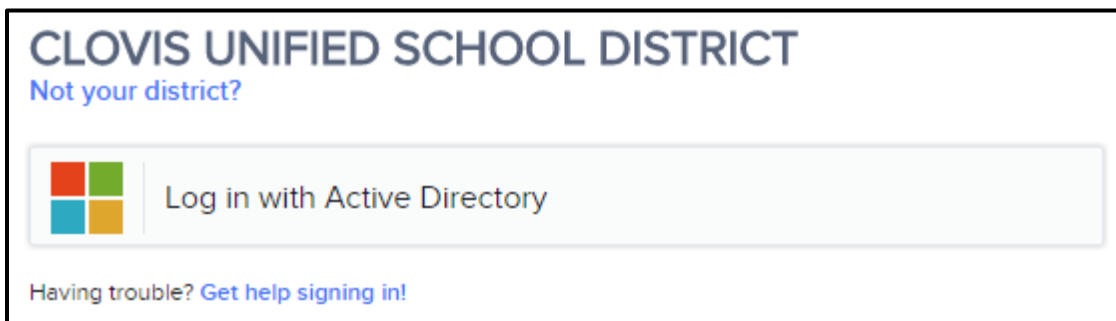 CLOVIS UNIFIED SCHOOL DISTRICT
Not your district?
Log in with Active Directory
Having trouble? Get help signing in!